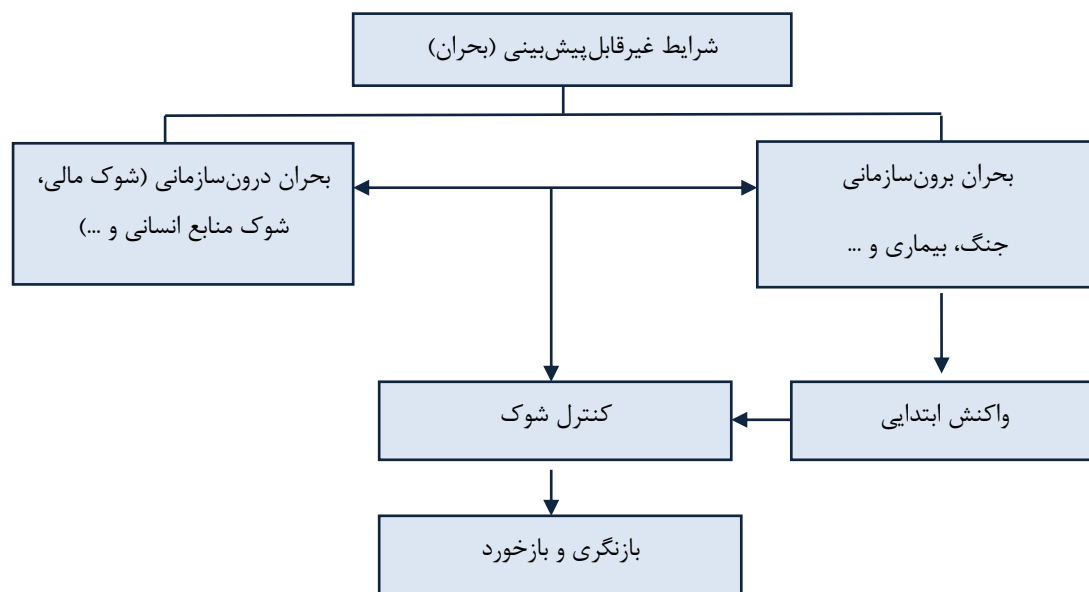 شرایط غیرقابل‌پیش‌بینی (بحران)
بحران برون‌سازمانی
جنگ، بیماری و ...
بحران درون‌سازمانی (شوک مالی،
شوک منابع انسانی و ...)
واکنش ابتدایی
کنترل شوک
بازنگری و بازخورد